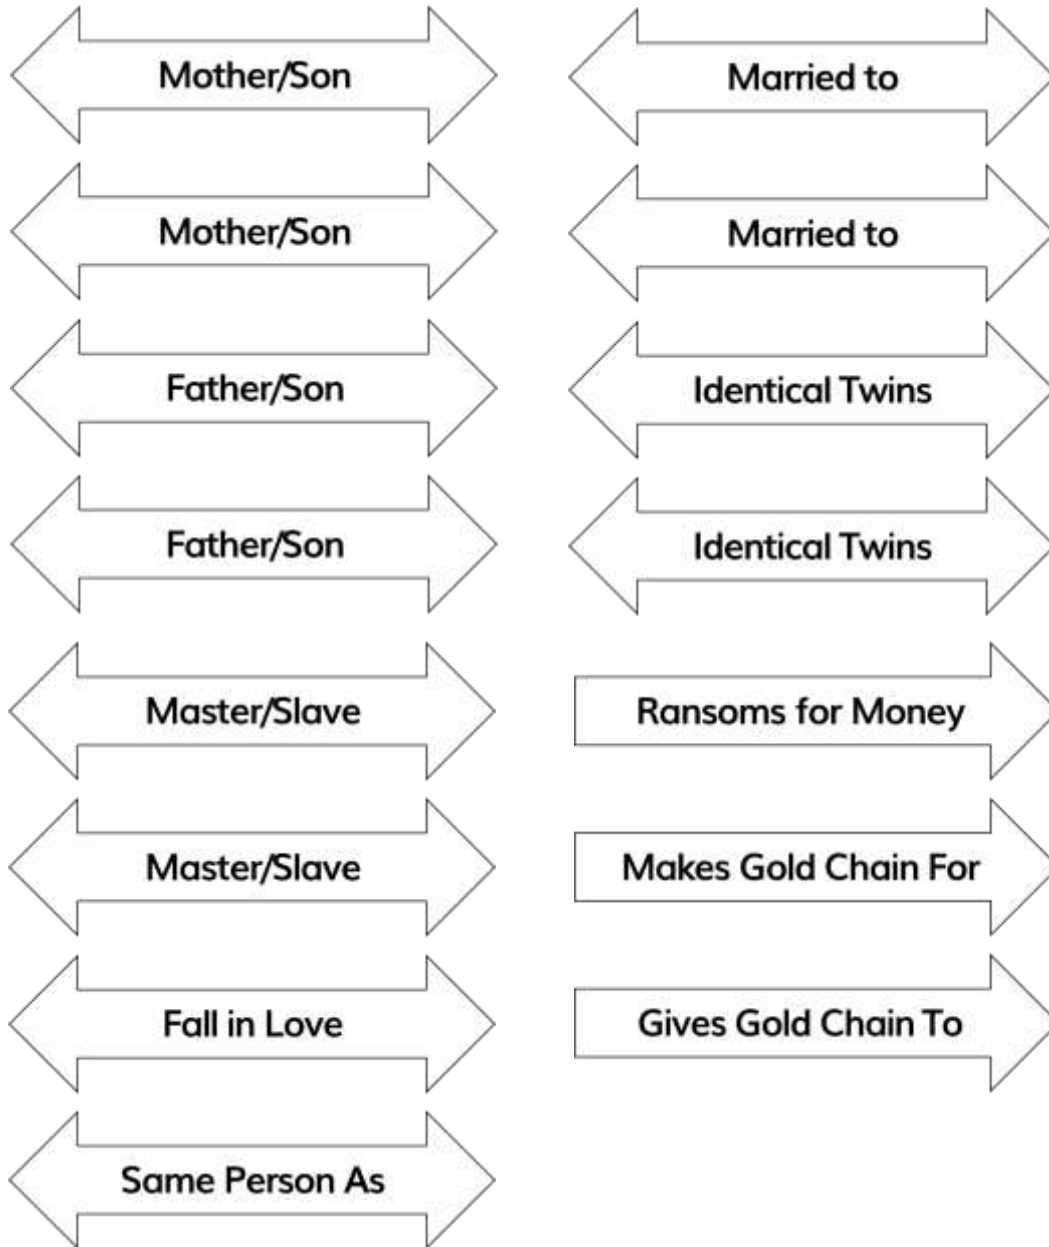 Mother/Son
Married to
Mother/Son
Married to
Father/Son
Identical Twins
Father/Son
Identical Twins
Master/Slave
Ransoms for Money
Master/Slave
Makes Gold Chain For
Fall in Love
Gives Gold Chain To
Same Person As